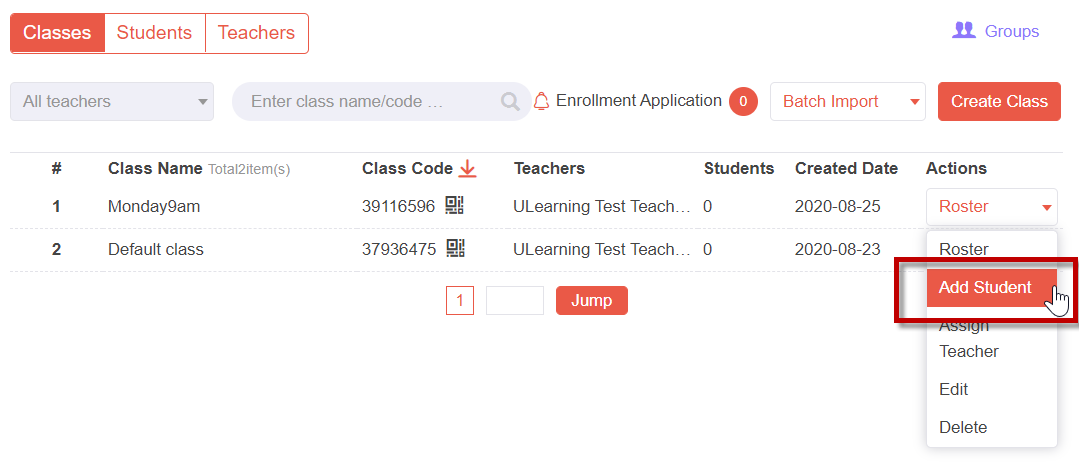 Classes Students Teachers
Groups
All teachers
Enter class name/code …
Enrollment Application 0
Batch Import
Create Class
# Class Name Total2item(s) Class Code Teachers Students Created Date Actions
1 Monday9am 39116596 ULearning Test Teach… 0 2020-08-25 Roster
2 Default class 37936475 ULearning Test Teach… 0 2020-08-23
Roster
Add Student
Assign
Teacher
Edit
Delete
1 Jump